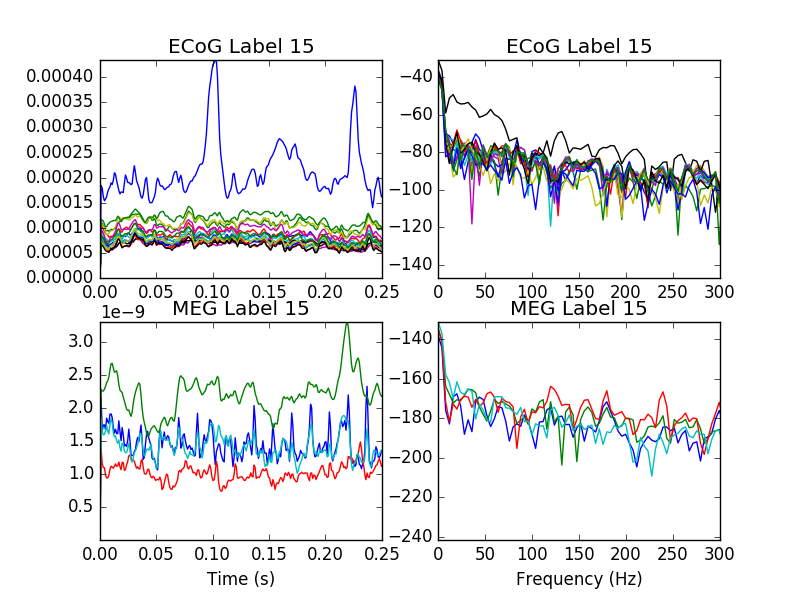 ECoG Label 15
0.00040
0.00035
0.00030
0.00025
0.00020
0.00015
0.00010
0.00005
0.00000
0.00 0.05 0.10 0.15 0.20 0.25
ECoG Label 15
−40
−60
−80
−100
−120
−140
0 50 100 150 200 250 300
MEG Label 15
1e−9
3.0
2.5
2.0
1.5
1.0
0.5
0.00 0.05 0.10 0.15 0.20 0.25
Time (s)
MEG Label 15
−140
−160
−180
−200
−220
−240
0 50 100 150 200 250 300
Frequency (Hz)